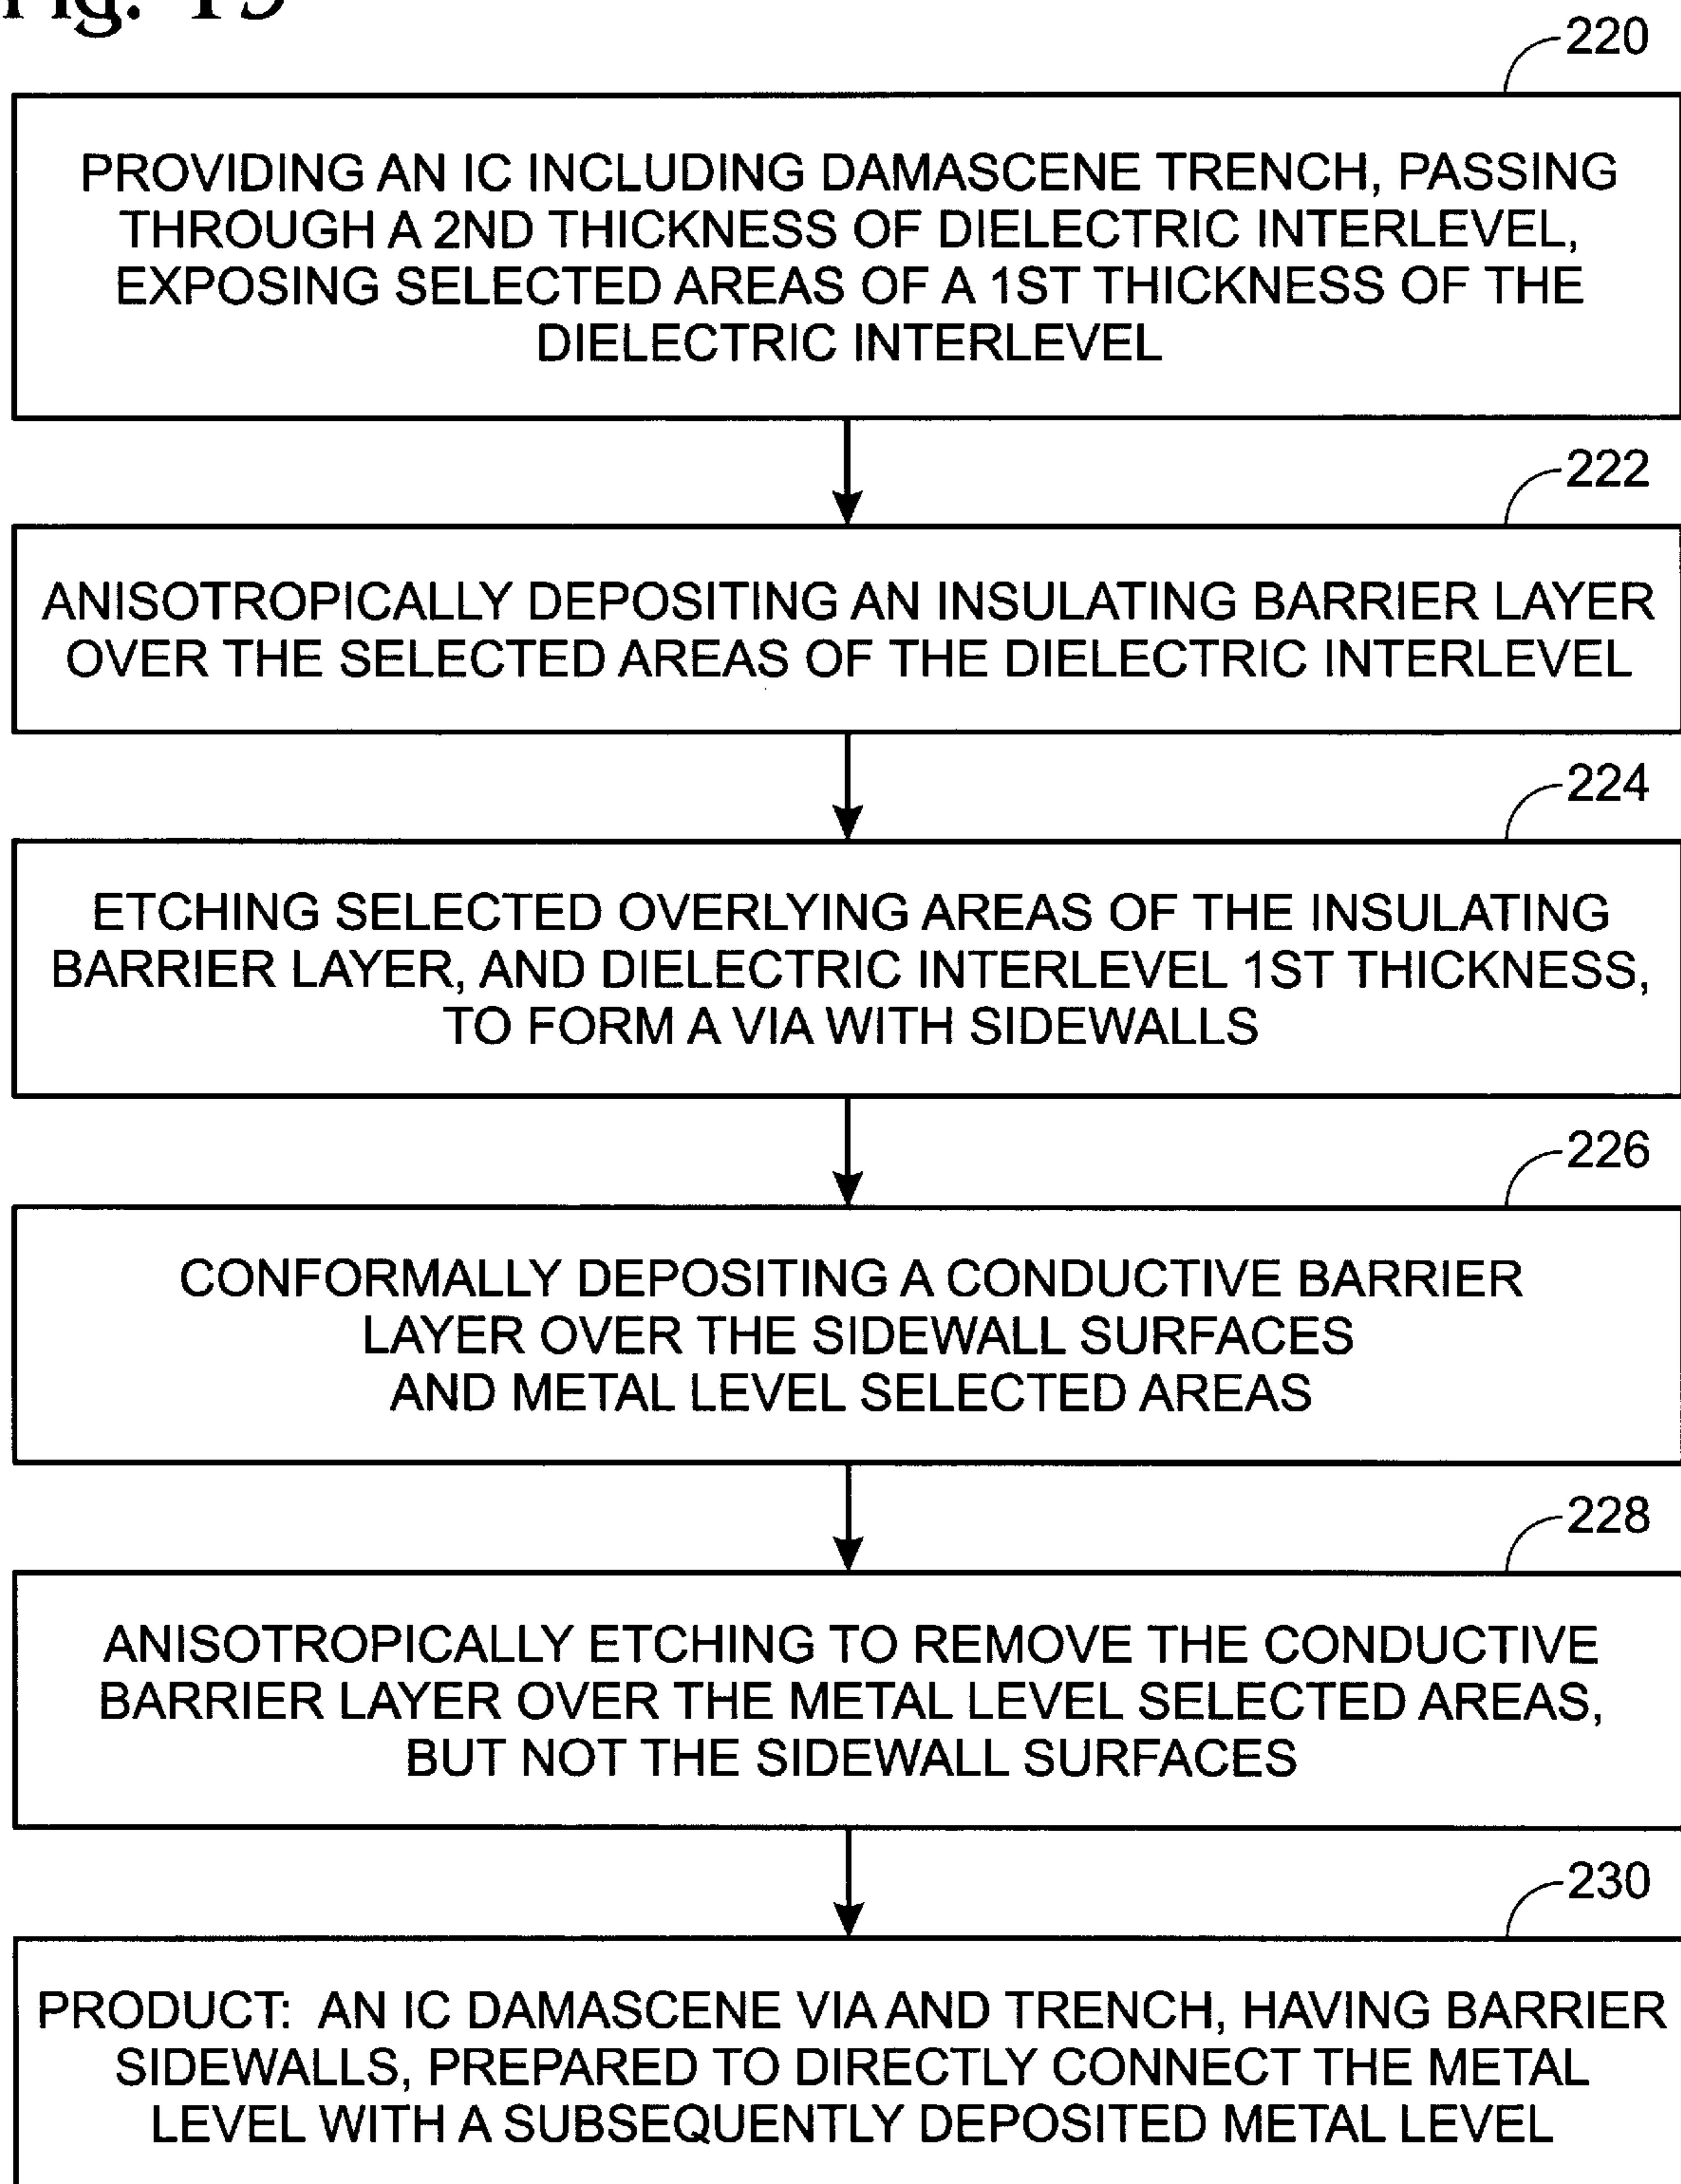 Fig. 15
220
PROVIDING AN IC INCLUDING DAMASCENE TRENCH, PASSING
THROUGH A 2ND THICKNESS OF DIELECTRIC INTERLEVEL,
EXPOSING SELECTED AREAS OF A 1ST THICKNESS OF THE
DIELECTRIC INTERLEVEL
222
ANISOTROPICALLY DEPOSITING AN INSULATING BARRIER LAYER
OVER THE SELECTED AREAS OF THE DIELECTRIC INTERLEVEL
224
ETCHING SELECTED OVERLYING AREAS OF THE INSULATING
BARRIER LAYER, AND DIELECTRIC INTERLEVEL 1ST THICKNESS,
TO FORM A VIA WITH SIDEWALLS
226
CONFORMALLY DEPOSITING A CONDUCTIVE BARRIER
LAYER OVER THE SIDEWALL SURFACES
AND METAL LEVEL SELECTED AREAS
228
ANISOTROPICALLY ETCHING TO REMOVE THE CONDUCTIVE
BARRIER LAYER OVER THE METAL LEVEL SELECTED AREAS,
BUT NOT THE SIDEWALL SURFACES
230
PRODUCT: AN IC DAMASCENE VIA AND TRENCH, HAVING BARRIER
SIDEWALLS, PREPARED TO DIRECTLY CONNECT THE METAL
LEVEL WITH A SUBSEQUENTLY DEPOSITED METAL LEVEL